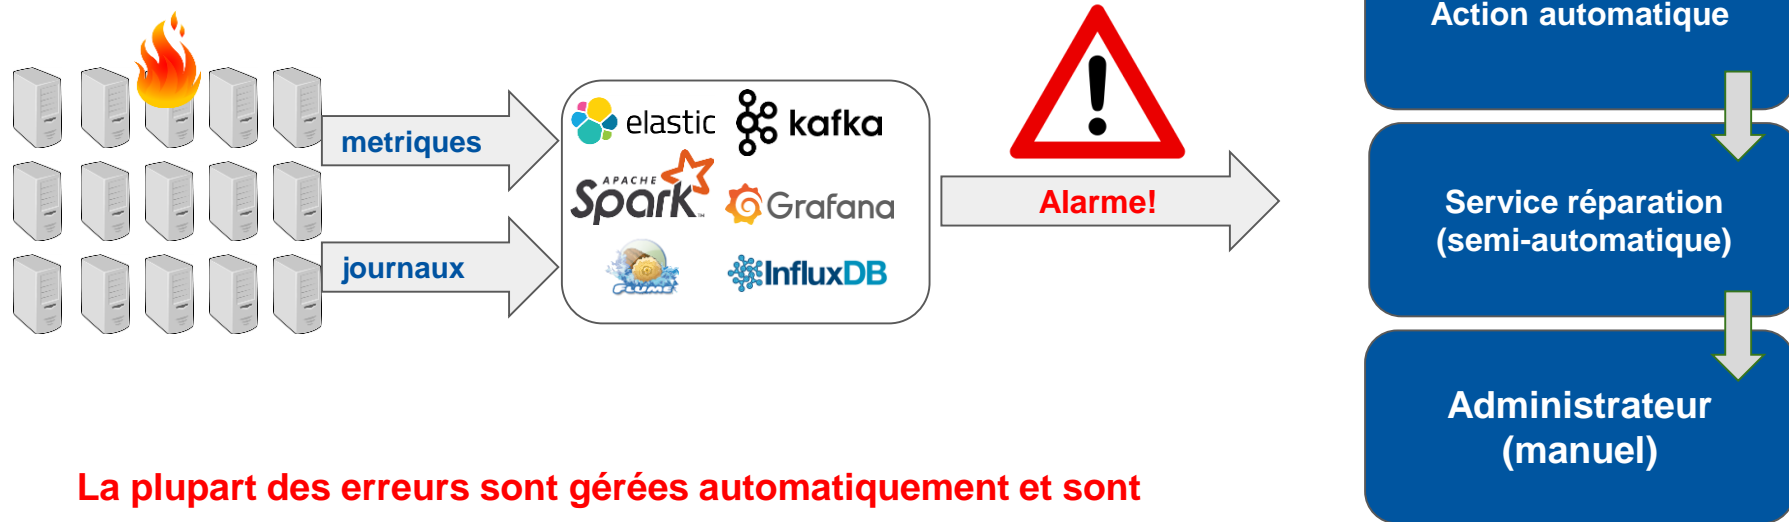 metriques
journaux
elastic
kafka
APACHE
Spark
Grafana
FLUME
InfluxDB
Alarme!
Action automatique
Service réparation
(semi-automatique)
Administrateur
(manuel)
La plupart des erreurs sont gérées automatiquement et sont